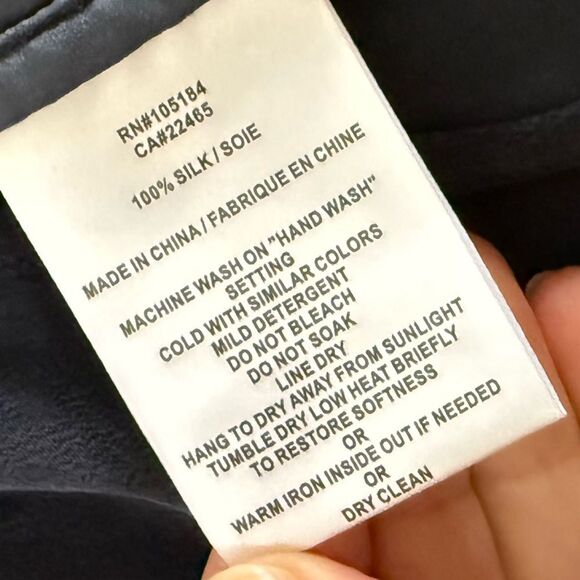 RN#105184
CA#22465
100% SILK / SOIE
MADE IN CHINA / FABRIQUE EN CHINE
MACHINE WASH ON "HAND WASH"
SETTING
COLD WITH SIMILAR COLORS
MILD DETERGENT
DO NOT BLEACH
DO NOT SOAK
LINE DRY
HANG TO DRY AWAY FROM SUNLIGHT
TUMBLE DRY LOW HEAT BRIEFLY
TO RESTORE SOFTNESS
OR
WARM IRON INSIDE OUT IF NEEDED
OR
DRY CLEAN